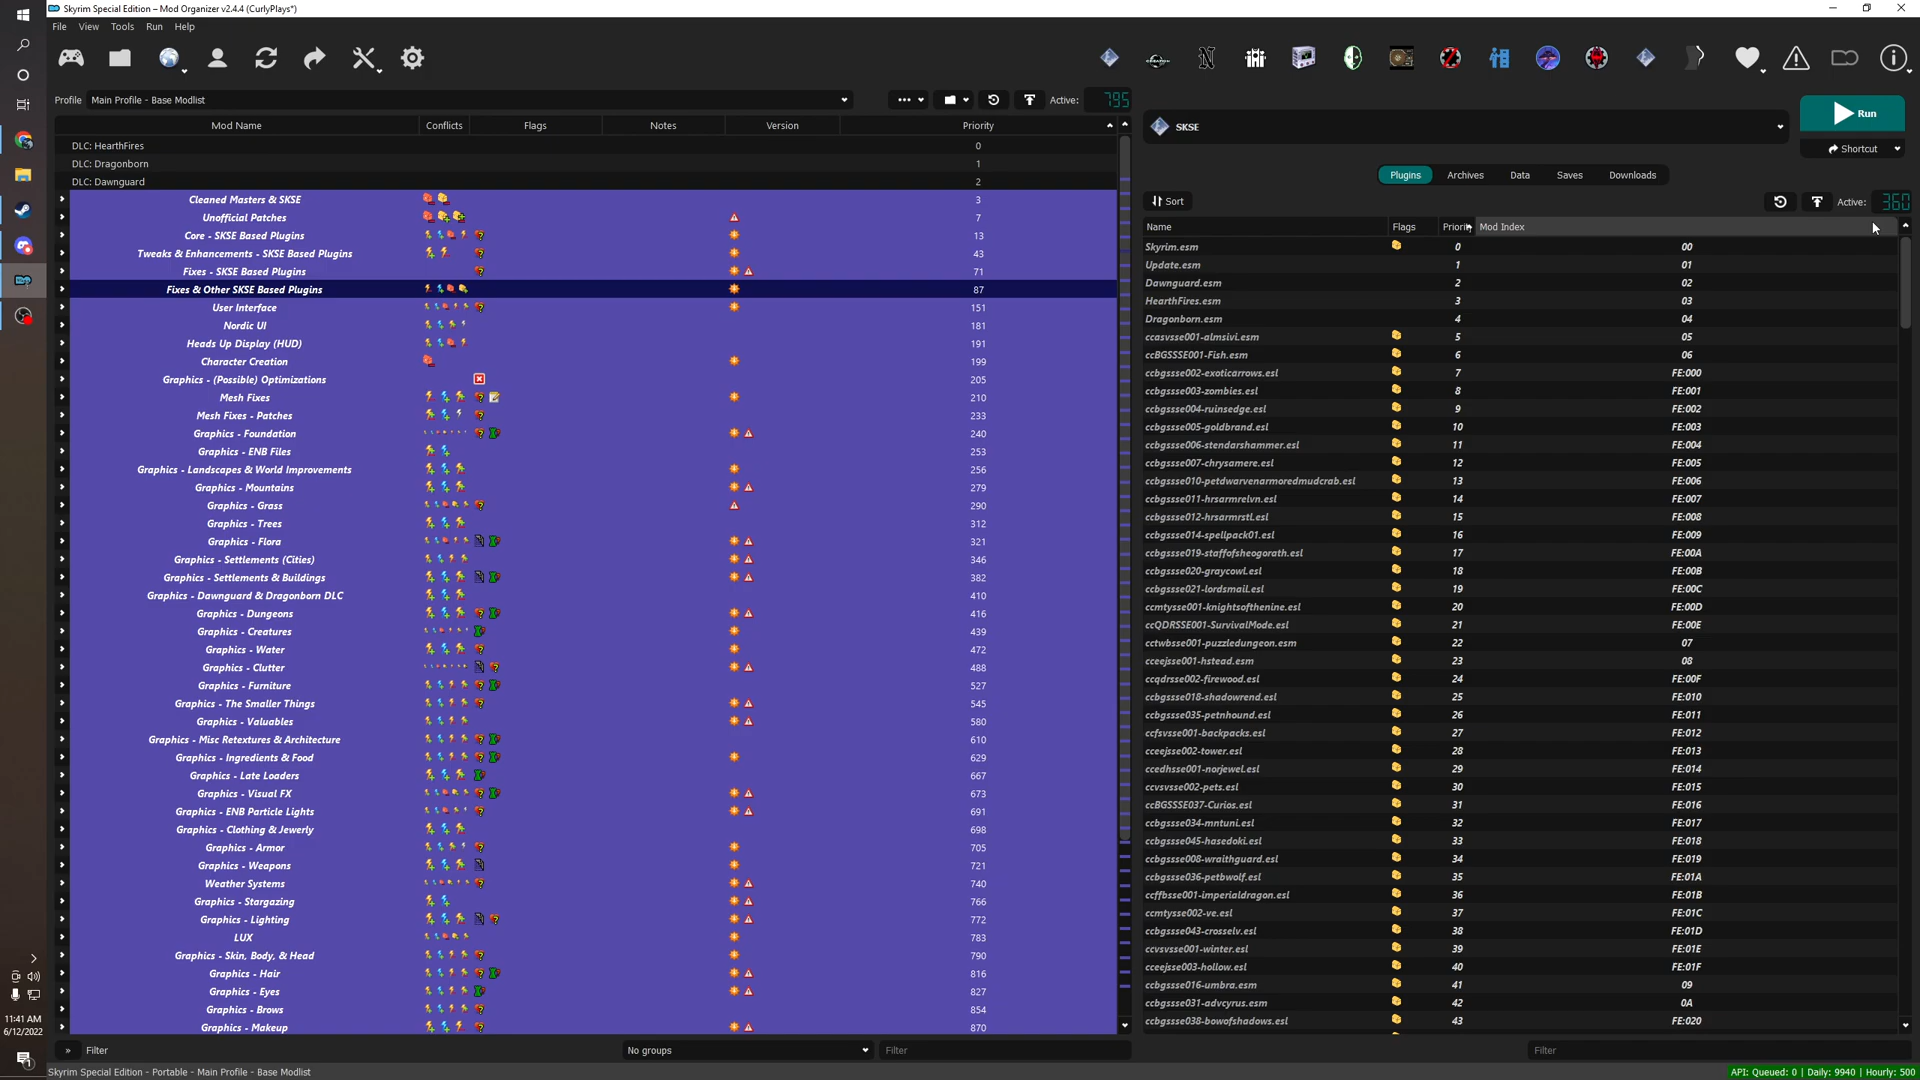 Skyrim Special Edition – Mod Organizer v2.4.4 (CurlyPlays*)
File View Tools Run Help
Profile Main Profile - Base Modlist Active: 795
Mod Name Conflicts Flags Notes Version Priority
DLC: HearthFires 0
DLC: Dragonborn 1
DLC: Dawnguard 2
Cleaned Masters & SKSE 3
Unofficial Patches 7
Core - SKSE Based Plugins 13
Tweaks & Enhancements - SKSE Based Plugins 43
Fixes - SKSE Based Plugins 71
Fixes & Other SKSE Based Plugins 87
User Interface 151
Nordic UI 181
Heads Up Display (HUD) 191
Character Creation 199
Graphics - (Possible) Optimizations 205
Mesh Fixes 210
Mesh Fixes - Patches 233
Graphics - Foundation 240
Graphics - ENB Files 253
Graphics - Landscapes & World Improvements 256
Graphics - Mountains 279
Graphics - Grass 290
Graphics - Trees 312
Graphics - Flora 321
Graphics - Settlements (Cities) 346
Graphics - Settlements & Buildings 382
Graphics - Dawnguard & Dragonborn DLC 410
Graphics - Dungeons 416
Graphics - Creatures 439
Graphics - Water 472
Graphics - Clutter 488
Graphics - Furniture 527
Graphics - The Smaller Things 545
Graphics - Valuables 580
Graphics - Misc Retextures & Architecture 610
Graphics - Ingredients & Food 629
Graphics - Late Loaders 667
Graphics - Visual FX 673
Graphics - ENB Particle Lights 691
Graphics - Clothing & Jewerly 698
Graphics - Armor 705
Graphics - Weapons 721
Weather Systems 740
Graphics - Stargazing 766
Graphics - Lighting 772
LUX 783
Graphics - Skin, Body, & Head 790
Graphics - Hair 816
Graphics - Eyes 827
Graphics - Brows 854
Graphics - Makeup 870
» Filter No groups Filter
SKSE
Run
Shortcut
Plugins Archives Data Saves Downloads
Sort Active: 360
Name Flags Priority Mod Index
Skyrim.esm 0 00
Update.esm 1 01
Dawnguard.esm 2 02
HearthFires.esm 3 03
Dragonborn.esm 4 04
ccasvsse001-almsivi.esm 5 05
ccBGSSSE001-Fish.esm 6 06
ccbgssse002-exoticarrows.esl 7 FE:000
ccbgssse003-zombies.esl 8 FE:001
ccbgssse004-ruinsedge.esl 9 FE:002
ccbgssse005-goldbrand.esl 10 FE:003
ccbgssse006-stendarshammer.esl 11 FE:004
ccbgssse007-chrysamere.esl 12 FE:005
ccbgssse010-petdwarvenarmoredmudcrab.esl 13 FE:006
ccbgssse011-hrsarmrelvn.esl 14 FE:007
ccbgssse012-hrsarmrstl.esl 15 FE:008
ccbgssse014-spellpack01.esl 16 FE:009
ccbgssse019-staffofsheogorath.esl 17 FE:00A
ccbgssse020-graycowl.esl 18 FE:00B
ccbgssse021-lordsmail.esl 19 FE:00C
ccmtysse001-knightsofthenine.esl 20 FE:00D
ccQDRSSE001-SurvivalMode.esl 21 FE:00E
cctwbsse001-puzzledungeon.esm 22 07
cceejsse001-hstead.esm 23 08
ccqdrsse002-firewood.esl 24 FE:00F
ccbgssse018-shadowrend.esl 25 FE:010
ccbgssse035-petnhound.esl 26 FE:011
ccfsvsse001-backpacks.esl 27 FE:012
cceejsse002-tower.esl 28 FE:013
ccedhsse001-norjewel.esl 29 FE:014
ccvsvsse002-pets.esl 30 FE:015
ccBGSSSE037-Curios.esl 31 FE:016
ccbgssse034-mntuni.esl 32 FE:017
ccbgssse045-hasedoki.esl 33 FE:018
ccbgssse008-wraithguard.esl 34 FE:019
ccbgssse036-petbwolf.esl 35 FE:01A
ccffbsse001-imperialdragon.esl 36 FE:01B
ccmtysse002-ve.esl 37 FE:01C
ccbgssse043-crosselv.esl 38 FE:01D
ccvsvsse001-winter.esl 39 FE:01E
cceejsse003-hollow.esl 40 FE:01F
ccbgssse016-umbra.esm 41 09
ccbgssse031-advcyrus.esm 42 0A
ccbgssse038-bowofshadows.esl 43 FE:020
Filter
Skyrim Special Edition - Portable - Main Profile - Base Modlist
API: Queued: 0 | Daily: 9940 | Hourly: 500
11:41 AM
6/12/2022